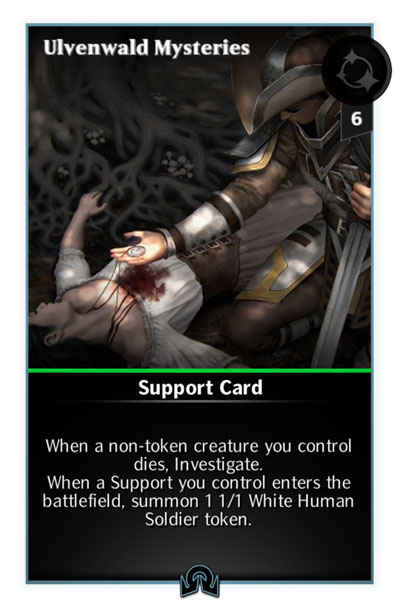 Ulvenwald Mysteries
6
Support Card
When a non-token creature you control
dies, Investigate.
When a Support you control enters the
battlefield, summon 1 1/1 White Human
Soldier token.